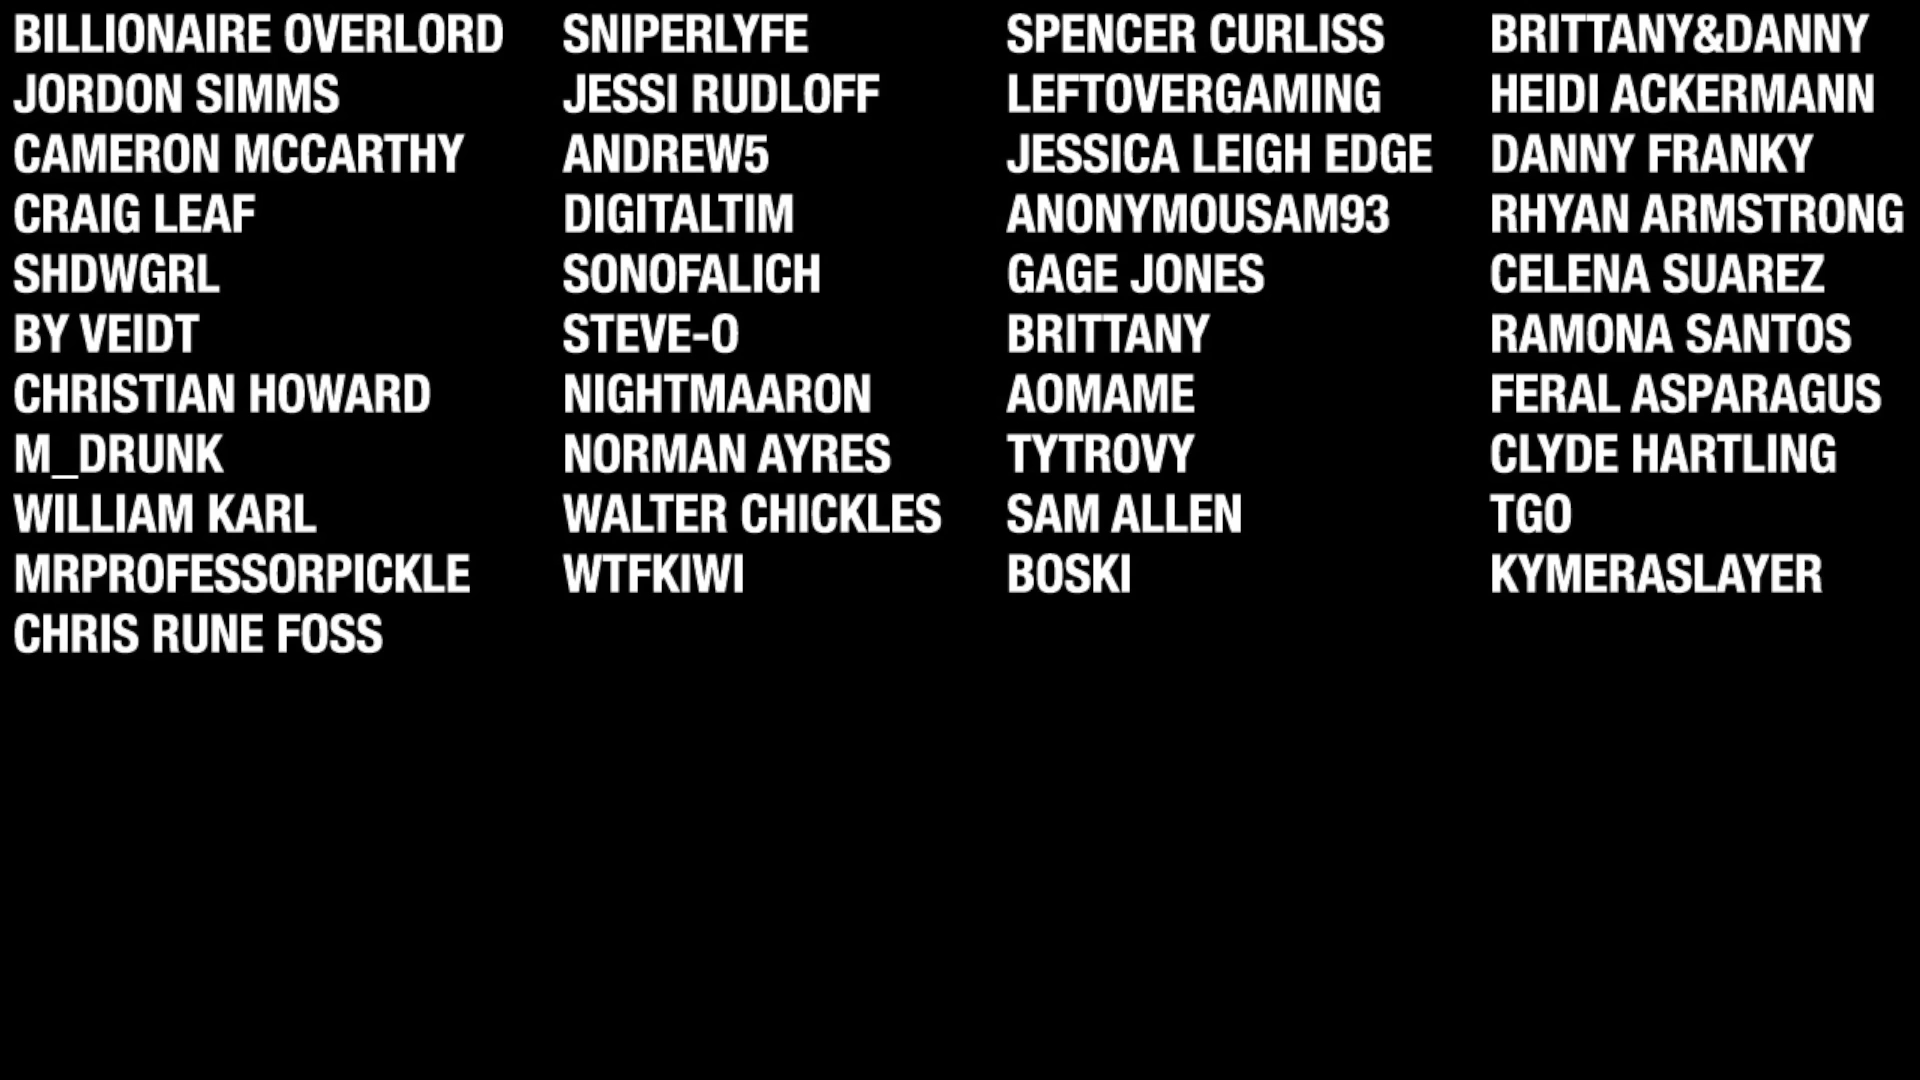 BILLIONAIRE OVERLORD
JORDON SIMMS
CAMERON MCCARTHY
CRAIG LEAF
SHDWGRL
BY VEIDT
CHRISTIAN HOWARD
M_DRUNK
WILLIAM KARL
MRPROFESSORPICKLE
CHRIS RUNE FOSS
SNIPERLYFE
JESSI RUDLOFF
ANDREW5
DIGITALTIM
SONOFALICH
STEVE-O
NIGHTMAARON
NORMAN AYRES
WALTER CHICKLES
WTFKIWI
SPENCER CURLISS
LEFTOVERGAMING
JESSICA LEIGH EDGE
ANONYMOUSAM93
GAGE JONES
BRITTANY
AOMAME
TYTROVY
SAM ALLEN
BOSKI
BRITTANY&DANNY
HEIDI ACKERMANN
DANNY FRANKY
RHYAN ARMSTRONG
CELENA SUAREZ
RAMONA SANTOS
FERAL ASPARAGUS
CLYDE HARTLING
TGO
KYMERASLAYER